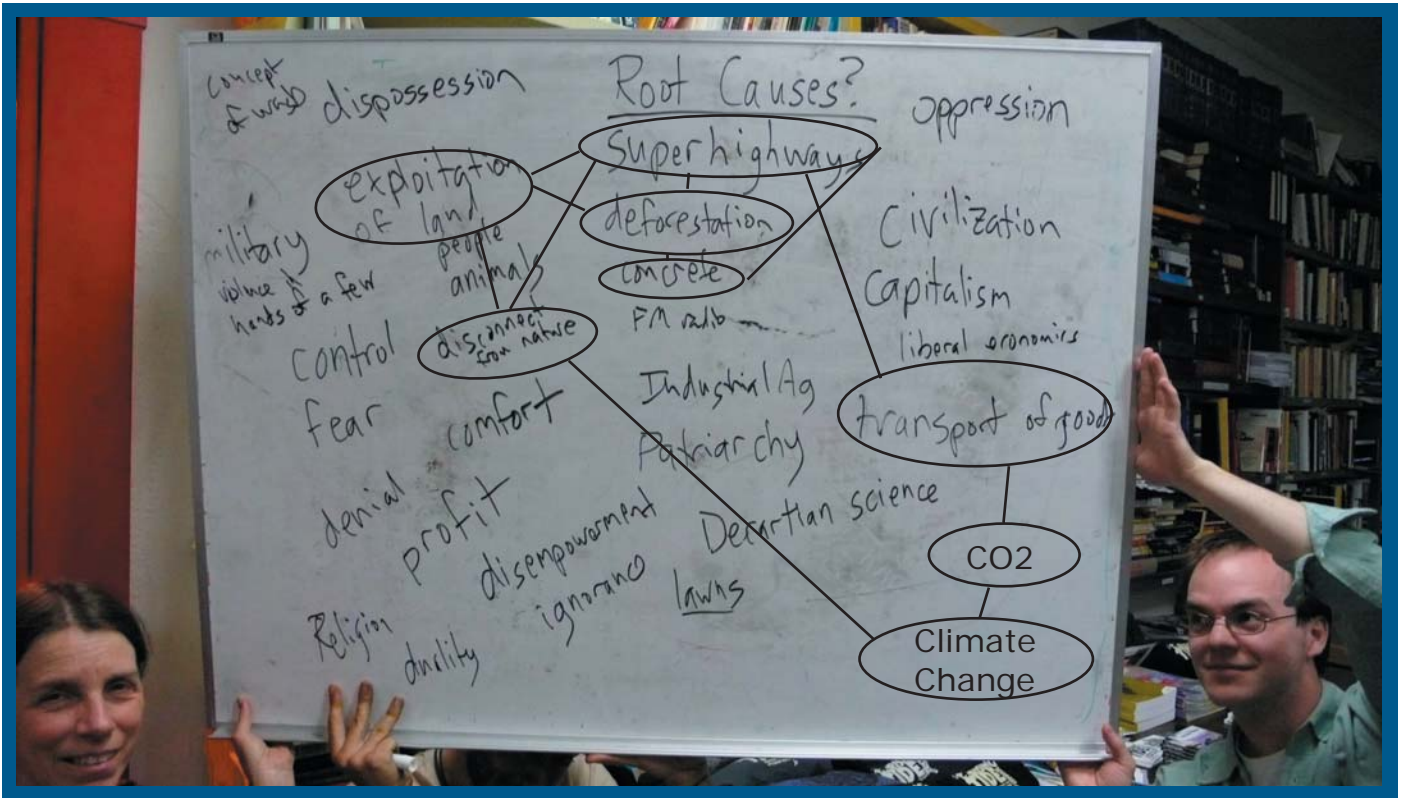 Root Causes?
concept
of waste
dispossession
oppression
superhighways
exploitation
of land
people
animals
deforestation
concrete
FM radio
Civilization
Capitalism
liberal economics
military
violence in
hands of a few
control
disconnect
from nature
fear
comfort
Industrial Ag
transport of goods
Patriarchy
denial
profit
Decartian science
disempowerment
ignorance
lawns
CO2
Climate
Change
Religion
duality